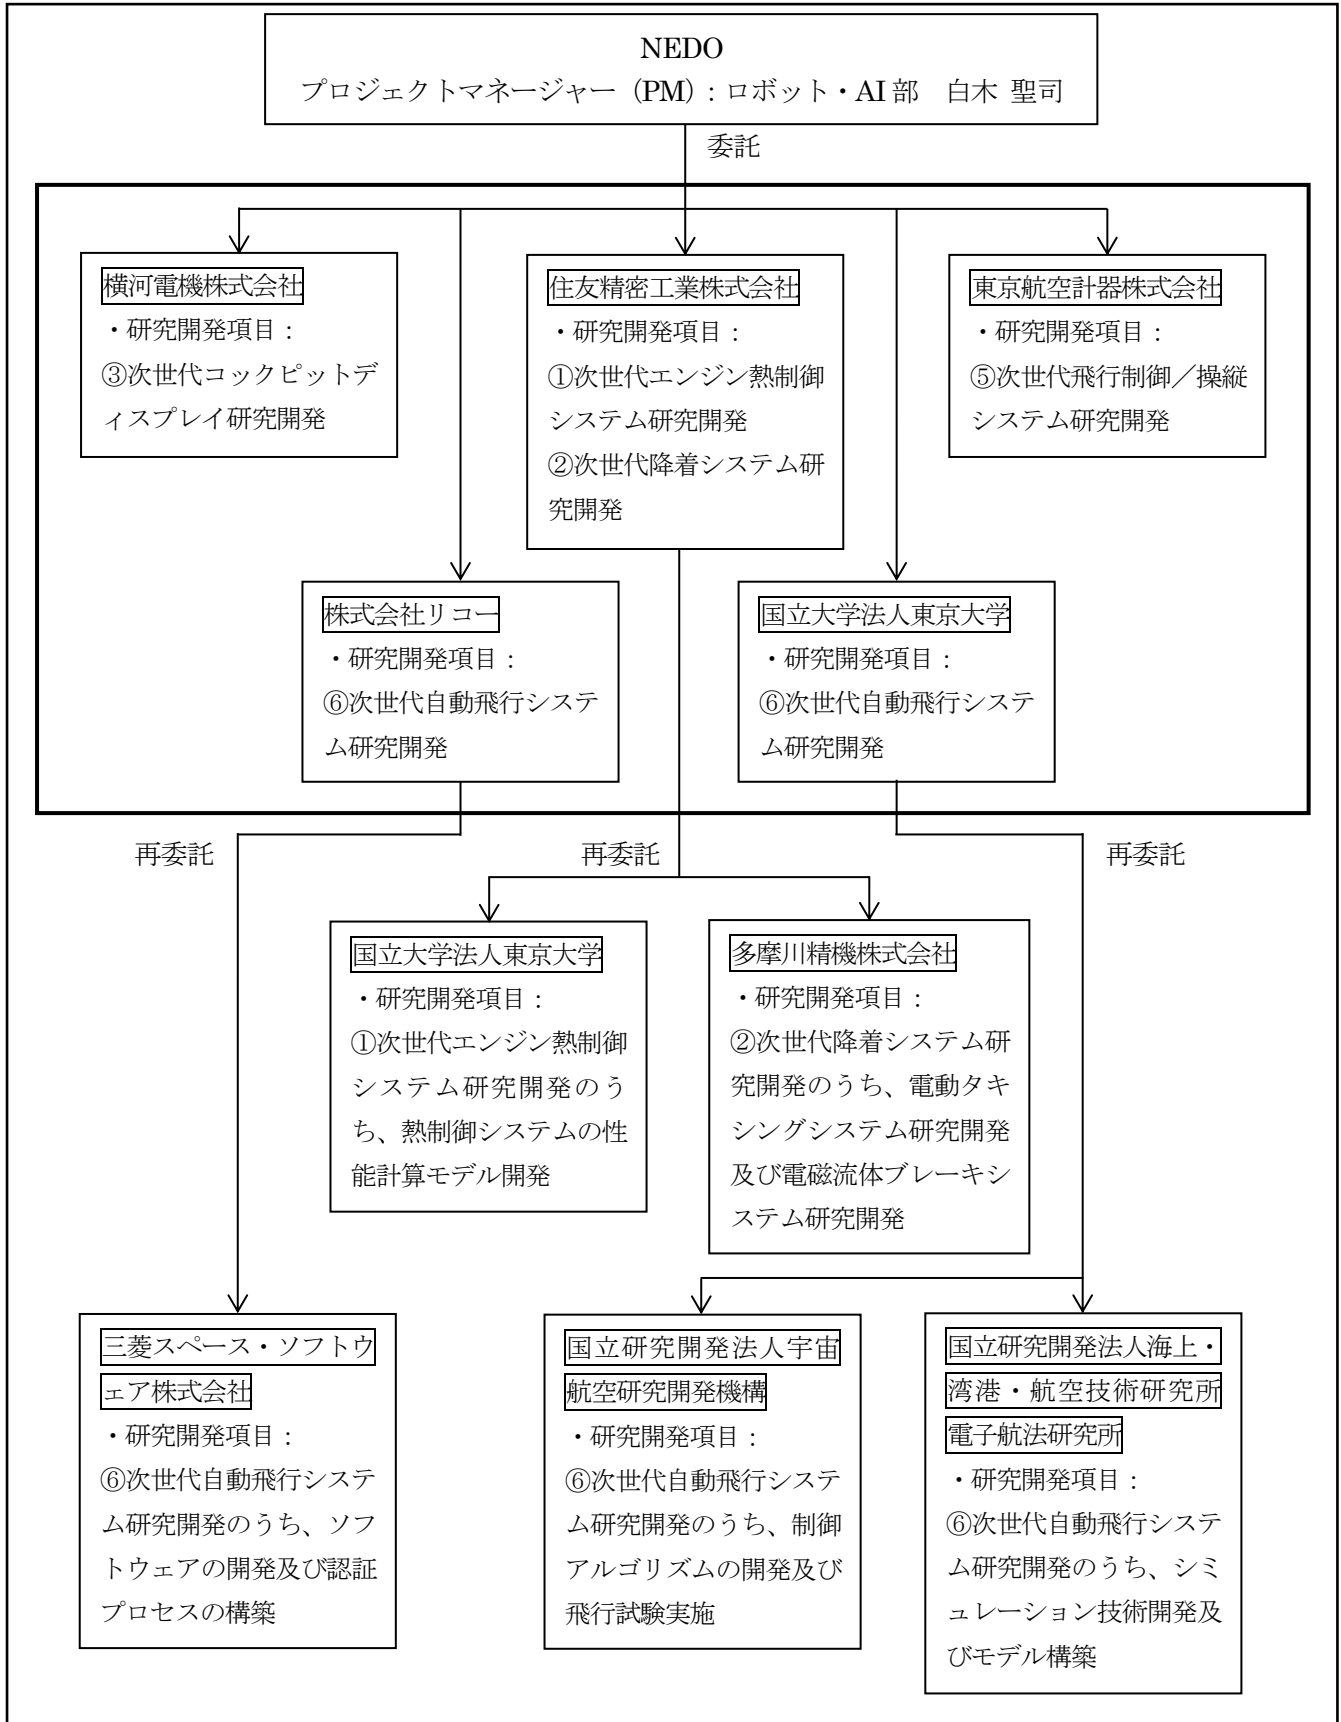 NEDO
プロジェクトマネージャー（PM）：ロボット・AI部　白木 聖司
委託
横河電機株式会社
・研究開発項目：
③次世代コックピットデ
ィスプレイ研究開発
住友精密工業株式会社
・研究開発項目：
①次世代エンジン熱制御
システム研究開発
②次世代降着システム研
究開発
東京航空計器株式会社
・研究開発項目：
⑤次世代飛行制御／操縦
システム研究開発
株式会社リコー
・研究開発項目：
⑥次世代自動飛行システ
ム研究開発
国立大学法人東京大学
・研究開発項目：
⑥次世代自動飛行システ
ム研究開発
再委託
再委託
再委託
国立大学法人東京大学
・研究開発項目：
①次世代エンジン熱制御
システム研究開発のう
ち、熱制御システムの性
能計算モデル開発
多摩川精機株式会社
・研究開発項目：
②次世代降着システム研
究開発のうち、電動タキ
シングシステム研究開発
及び電磁流体ブレーキシ
ステム研究開発
三菱スペース・ソフトウ
ェア株式会社
・研究開発項目：
⑥次世代自動飛行システ
ム研究開発のうち、ソフ
トウェアの開発及び認証
プロセスの構築
国立研究開発法人宇宙
航空研究開発機構
・研究開発項目：
⑥次世代自動飛行システ
ム研究開発のうち、制御
アルゴリズムの開発及び
飛行試験実施
国立研究開発法人海上・
湾港・航空技術研究所
電子航法研究所
・研究開発項目：
⑥次世代自動飛行システ
ム研究開発のうち、シミ
ュレーション技術開発及
びモデル構築